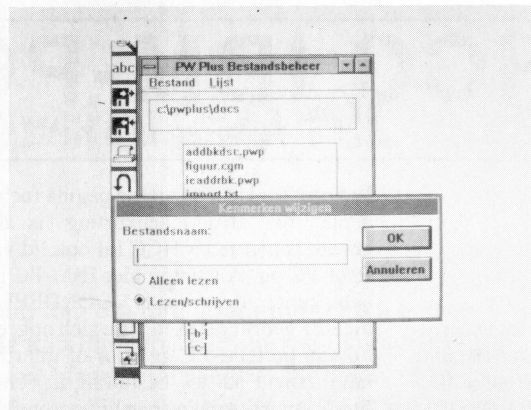 abc
PW Plus Bestandsbeheer
Bestand Lijst
c:\pwplus\docs
addbkdsc.pwp
figuur.cgm
ieaddrbk.pwp
import.txt
Kenmerken wijzigen
Bestandsnaam:
OK
Annuleren
Alleen lezen
Lezen/schrijven
[-b-]
[-c-]